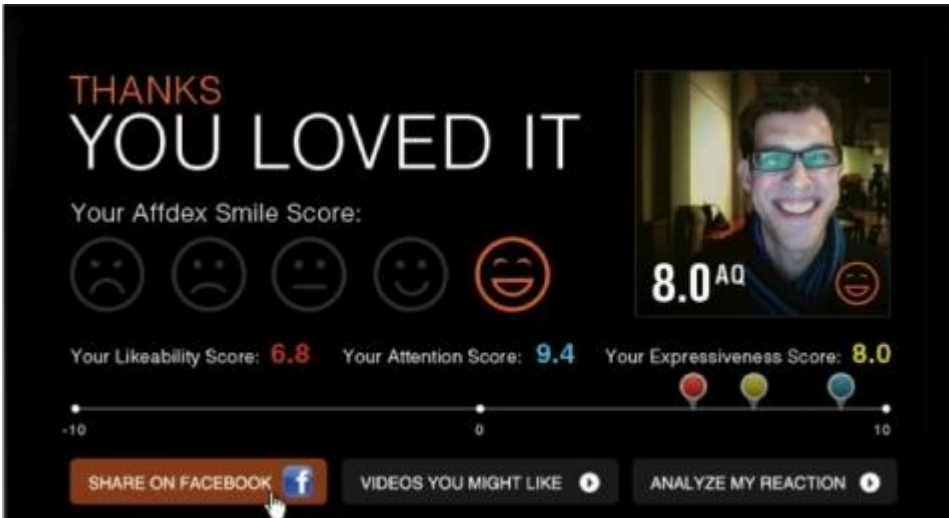 THANKS
YOU LOVED IT
Your Affdex Smile Score:
8.0 AQ
Your Likeability Score: 6.8 Your Attention Score: 9.4 Your Expressiveness Score: 8.0
-10 0 10
SHARE ON FACEBOOK f VIDEOS YOU MIGHT LIKE ANALYZE MY REACTION